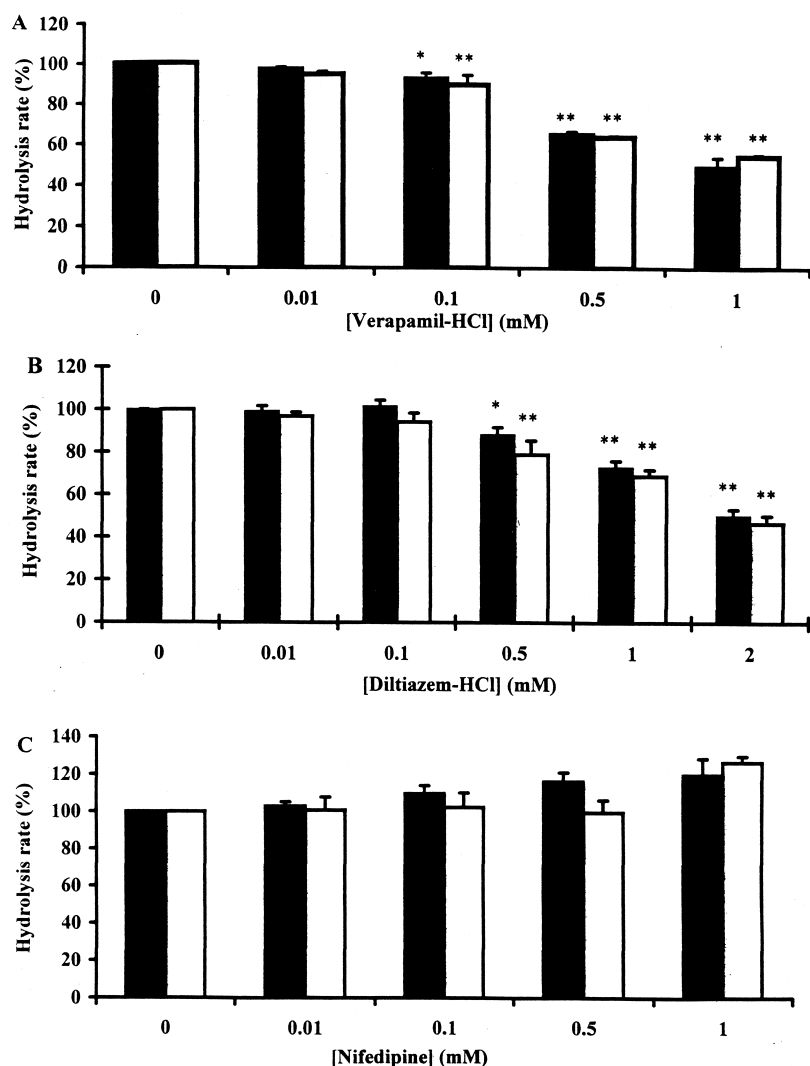 A
120
100
80
60
40
20
0
Hydrolysis rate (%)
* **
** **
** **
0 0.01 0.1 0.5 1
[Verapamil-HCl] (mM)
B
120
100
80
60
40
20
0
Hydrolysis rate (%)
* **
** **
** **
0 0.01 0.1 0.5 1 2
[Diltiazem-HCl] (mM)
C
140
120
100
80
60
40
20
0
Hydrolysis rate (%)
0 0.01 0.1 0.5 1
[Nifedipine] (mM)